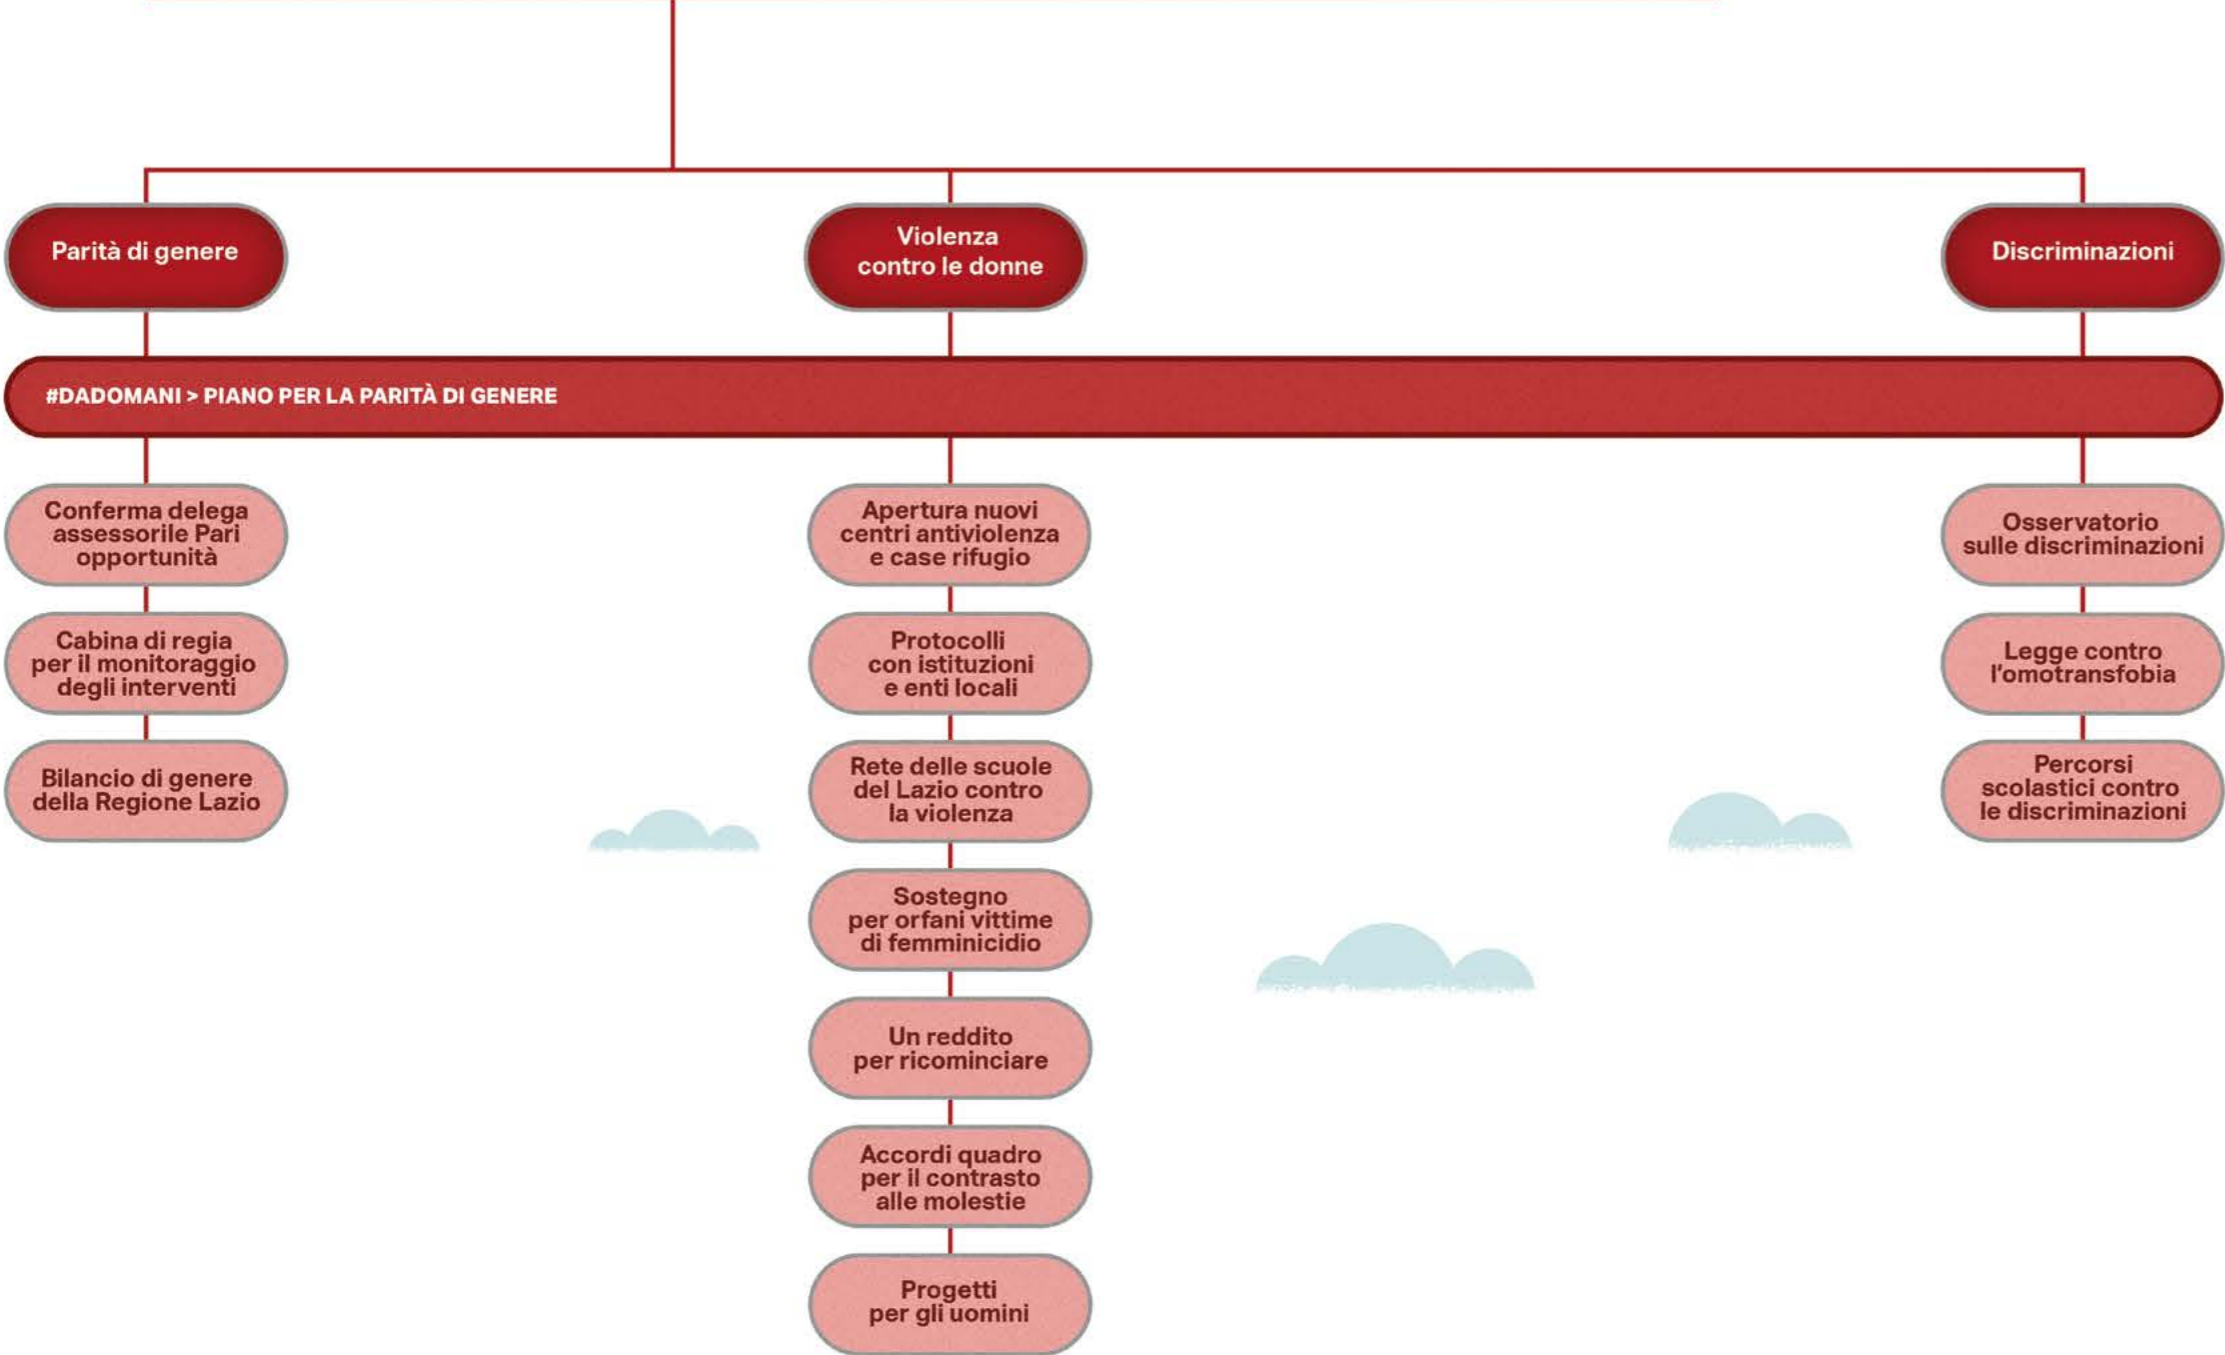 Parità di genere
Violenza
contro le donne
Discriminazioni
#DADOMANI > PIANO PER LA PARITÀ DI GENERE
Conferma delega
assessorile Pari
opportunità
Cabina di regia
per il monitoraggio
degli interventi
Bilancio di genere
della Regione Lazio
Apertura nuovi
centri antiviolenza
e case rifugio
Protocolli
con istituzioni
e enti locali
Rete delle scuole
del Lazio contro
la violenza
Sostegno
per orfani vittime
di femminicidio
Un reddito
per ricominciare
Accordi quadro
per il contrasto
alle molestie
Progetti
per gli uomini
Osservatorio
sulle discriminazioni
Legge contro
l'omotransfobia
Percorsi
scolastici contro
le discriminazioni